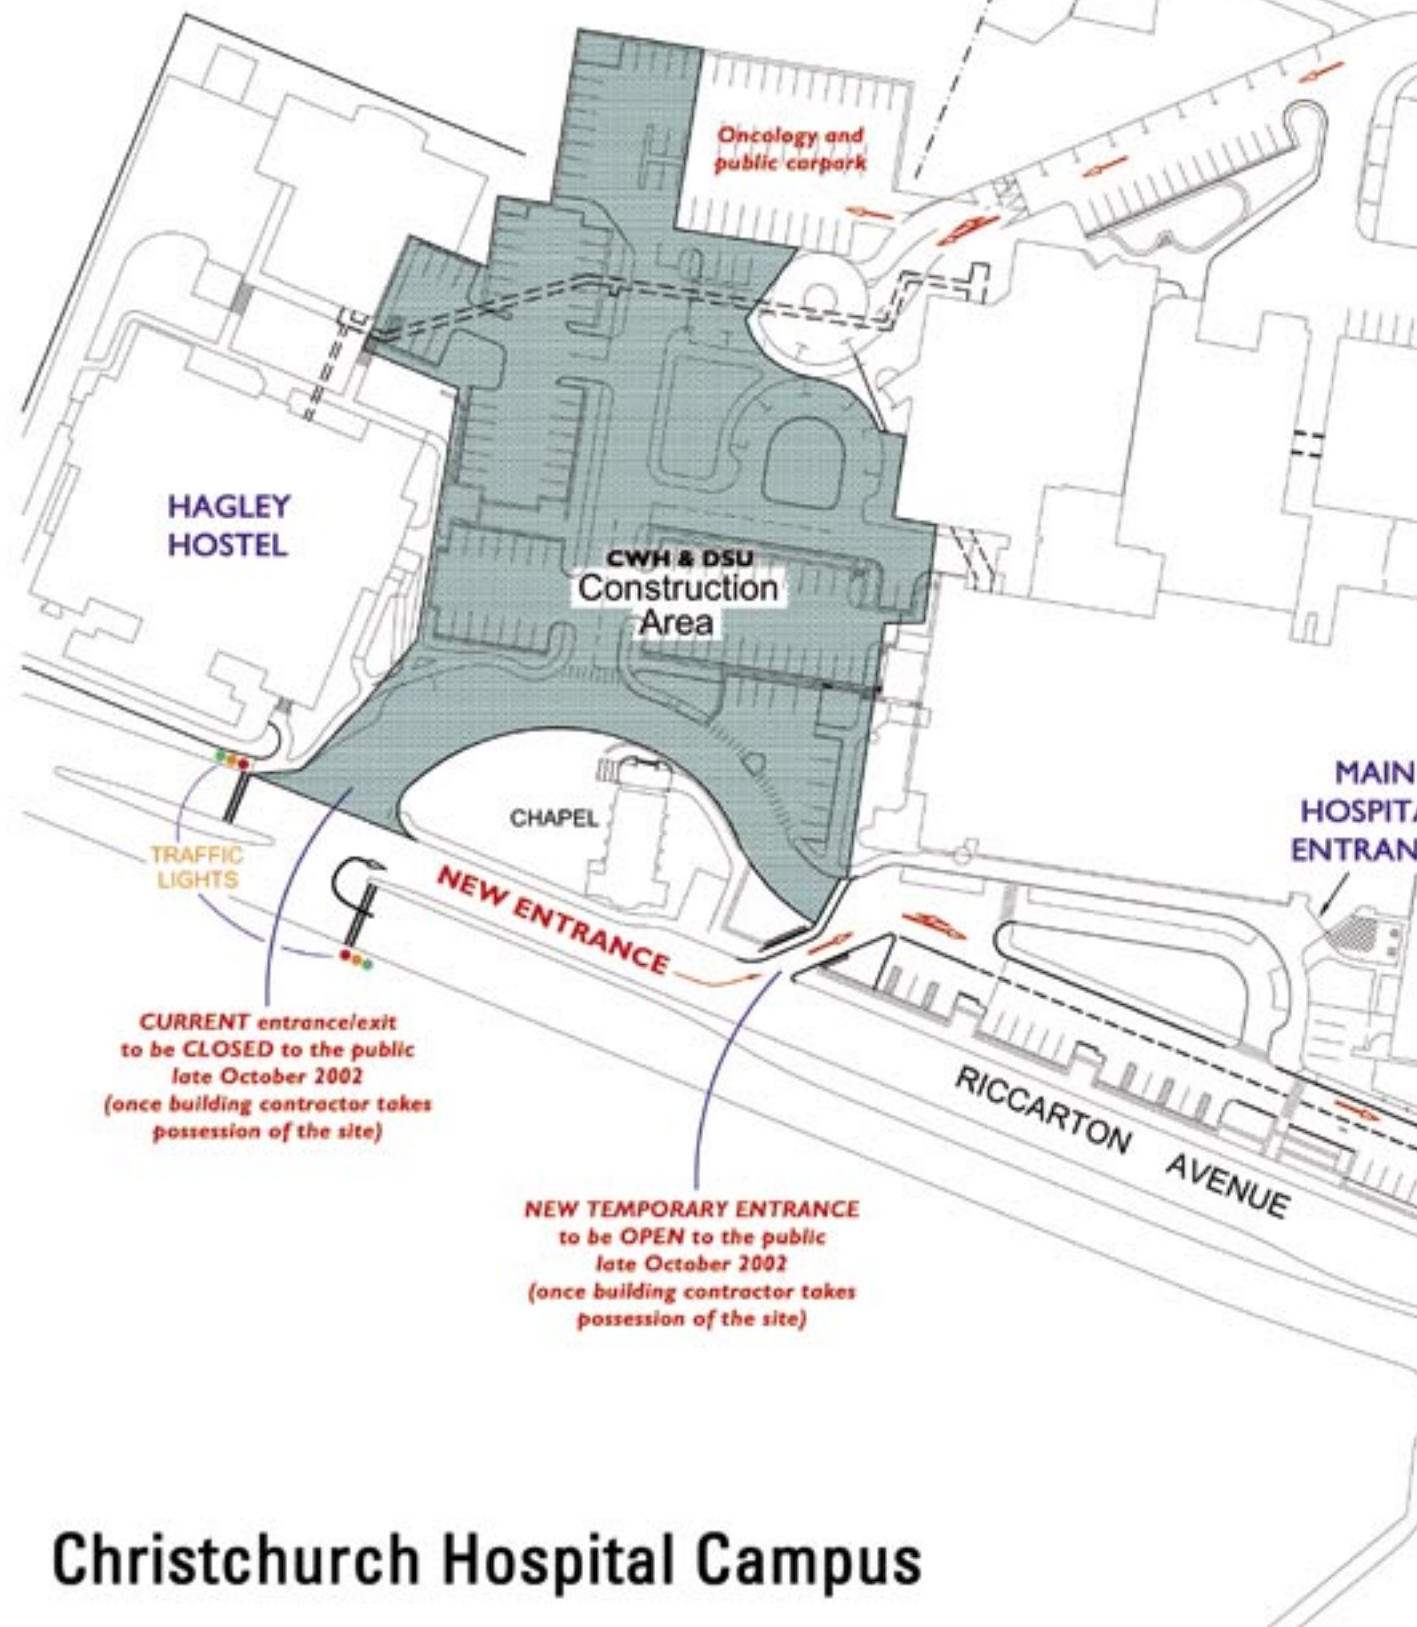 Oncology and
public carpark
HAGLEY
HOSTEL
CWH & DSU
Construction
Area
MAIN
HOSPITA
ENTRAN
CHAPEL
TRAFFIC
LIGHTS
NEW ENTRANCE
CURRENT entrance/exit
to be CLOSED to the public
late October 2002
(once building contractor takes
possession of the site)
RICCARTON AVENUE
NEW TEMPORARY ENTRANCE
to be OPEN to the public
late October 2002
(once building contractor takes
possession of the site)
Christchurch Hospital Campus